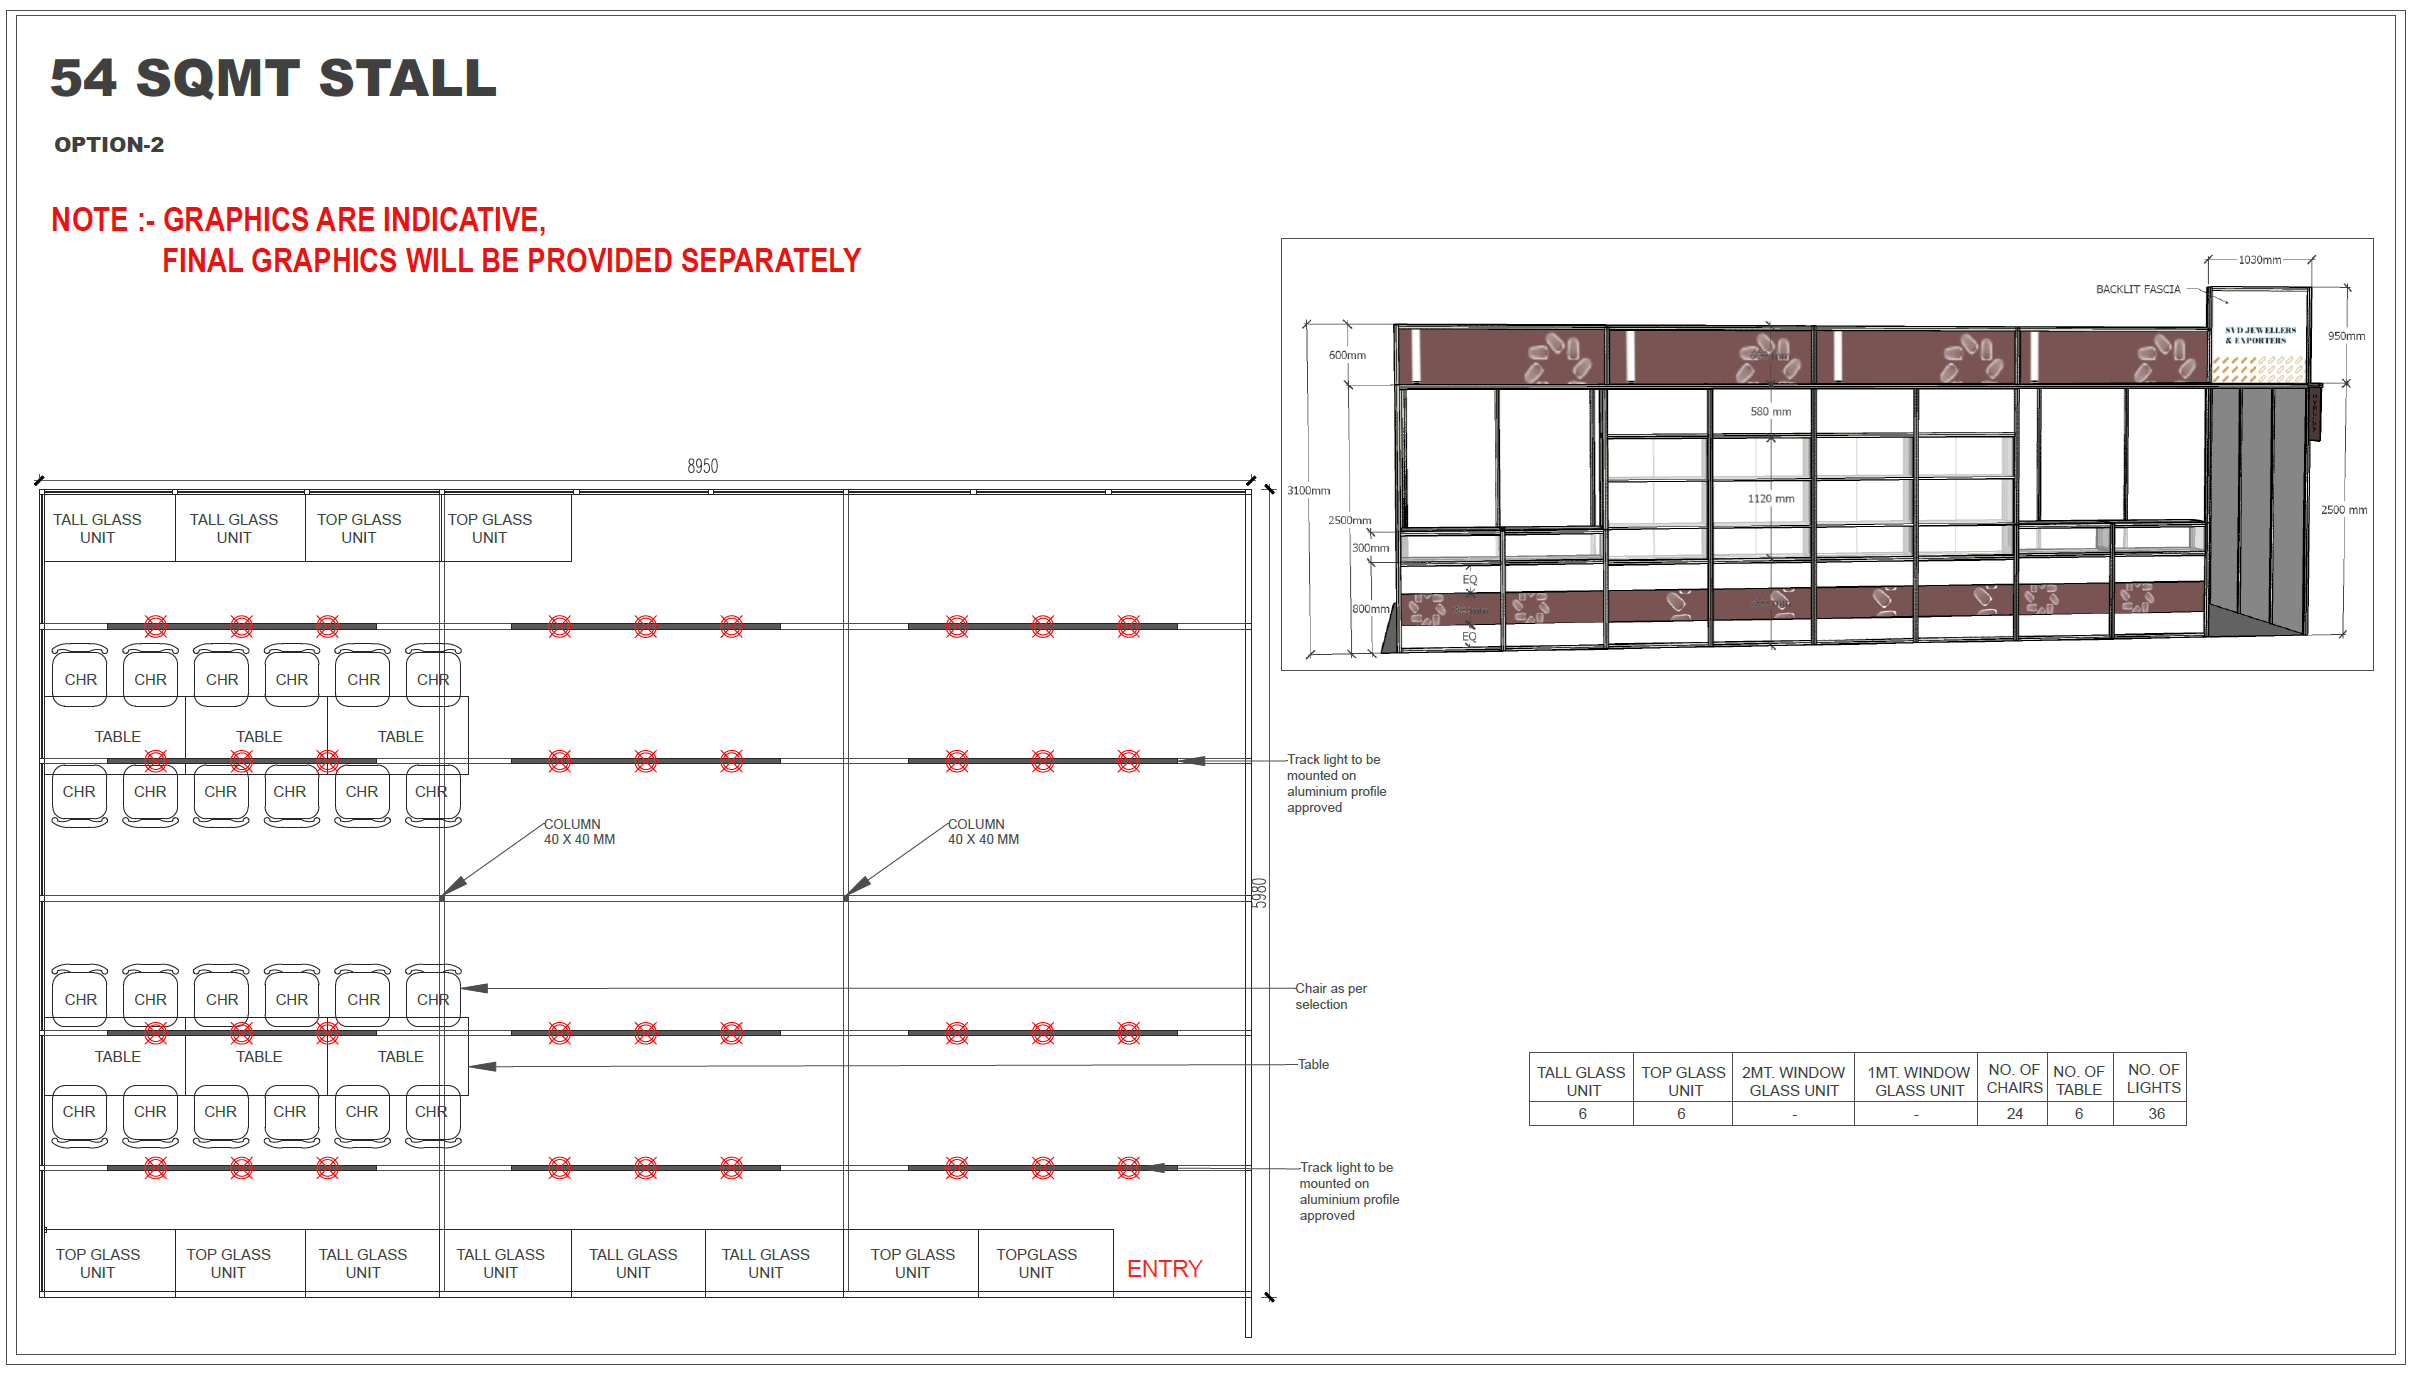 54 SQMT STALL
OPTION-2
NOTE :- GRAPHICS ARE INDICATIVE,
FINAL GRAPHICS WILL BE PROVIDED SEPARATELY
1030mm
BACKLIT FASCIA
SVD JEWELLERS
& EXPORTERS
950mm
600mm
580 mm
3100mm
1120 mm
2500mm
2500 mm
300mm
EQ
800mm
EQ
8950
TALL GLASS
UNIT
TALL GLASS
UNIT
TOP GLASS
UNIT
TOP GLASS
UNIT
CHR CHR CHR CHR CHR CHR
TABLE TABLE TABLE
CHR CHR CHR CHR CHR CHR
Track light to be
mounted on
aluminium profile
approved
COLUMN
40 X 40 MM
COLUMN
40 X 40 MM
5980
CHR CHR CHR CHR CHR CHR
Chair as per
selection
TABLE TABLE TABLE
Table
CHR CHR CHR CHR CHR CHR
Track light to be
mounted on
aluminium profile
approved
TOP GLASS
UNIT
TOP GLASS
UNIT
TALL GLASS
UNIT
TALL GLASS
UNIT
TALL GLASS
UNIT
TALL GLASS
UNIT
TOP GLASS
UNIT
TOPGLASS
UNIT
ENTRY
TALL GLASS
UNIT
TOP GLASS
UNIT
2MT. WINDOW
GLASS UNIT
1MT. WINDOW
GLASS UNIT
NO. OF
CHAIRS
NO. OF
TABLE
NO. OF
LIGHTS
6 6 - - 24 6 36